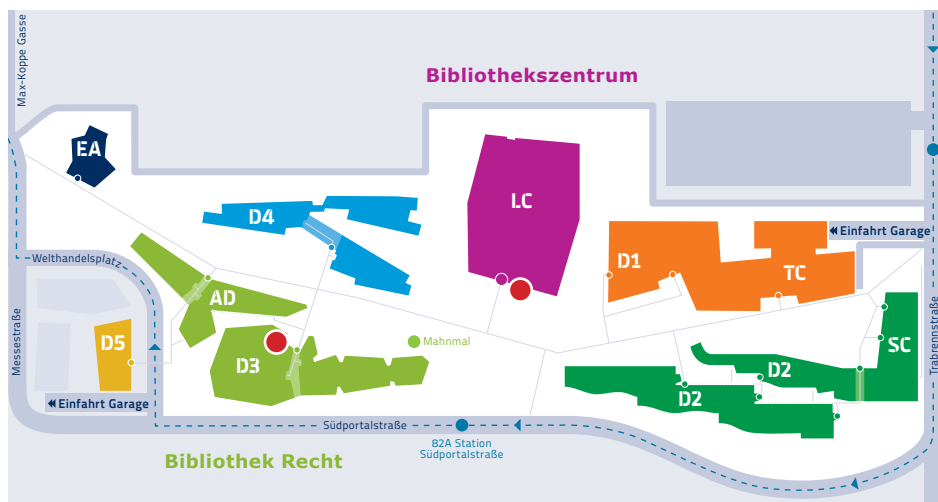 Max-Koppe Gasse
Bibliothekszentrum
EA
LC
D4
Einfahrt Garage
D1
TC
Welthandelsplatz
AD
Messestraße
D5
D3
Mahnmal
SC
Trabrennstraße
D2
D2
Einfahrt Garage
Südportalstraße
82A Station
Südportalstraße
Bibliothek Recht